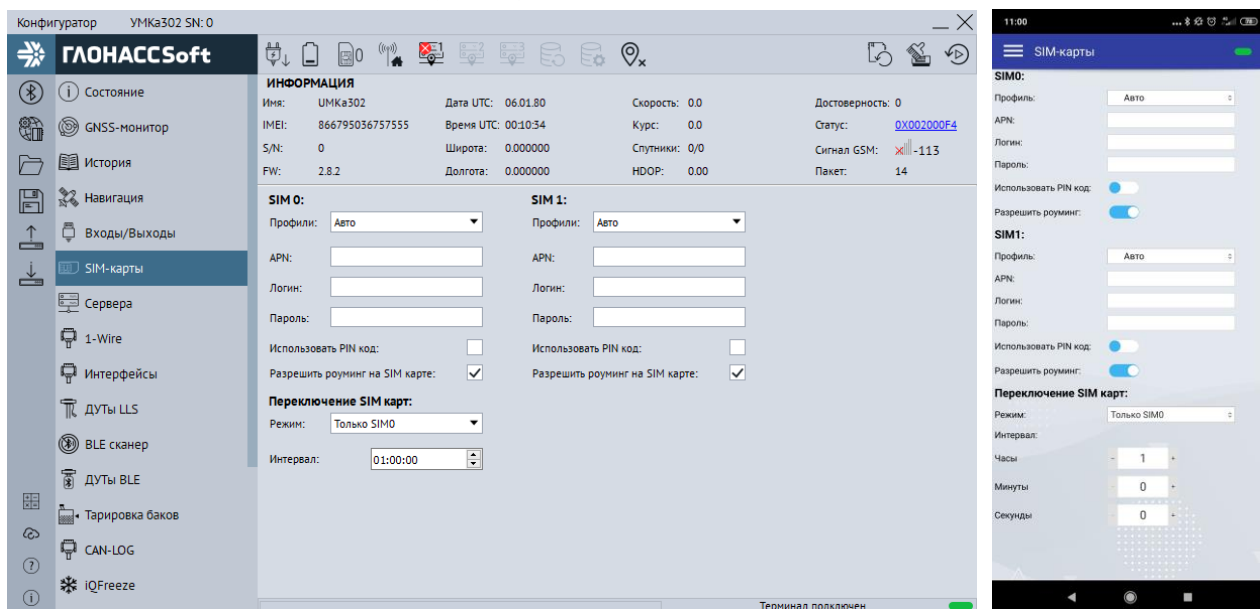 Конфигуратор УМКа302 SN: 0
ГЛОНАССSoft
Состояние
GNSS-монитор
История
Навигация
Входы/Выходы
SIM-карты
Сервера
1-Wire
Интерфейсы
ДУТы LLS
BLE сканер
ДУТы BLE
Тарировка баков
CAN-LOG
iQFreeze
0
1
2
3
ИНФОРМАЦИЯ
Имя: UMKa302 Дата UTC: 06.01.80 Скорость: 0.0 Достоверность: 0
IMEI: 866795036757555 Время UTC: 00:10:34 Курс: 0.0 Статус: 0X002000F4
S/N: 0 Широта: 0.000000 Спутники: 0/0 Сигнал GSM: -113
FW: 2.8.2 Долгота: 0.000000 HDOP: 0.00 Пакет: 14
SIM 0: SIM 1:
Профили: Авто Профили: Авто
APN: APN:
Логин: Логин:
Пароль: Пароль:
Использовать PIN код: Использовать PIN код:
Разрешить роуминг на SIM карте: Разрешить роуминг на SIM карте:
Переключение SIM карт:
Режим: Только SIM0
Интервал: 01:00:00
Терминал подключен
11:00
SIM-карты
SIM0:
Профиль: Авто
APN:
Логин:
Пароль:
Использовать PIN код:
Разрешить роуминг:
SIM1:
Профиль: Авто
APN:
Логин:
Пароль:
Использовать PIN код:
Разрешить роуминг:
Переключение SIM карт:
Режим: Только SIM0
Интервал:
Часы - 1 +
Минуты - 0 +
Секунды - 0 +